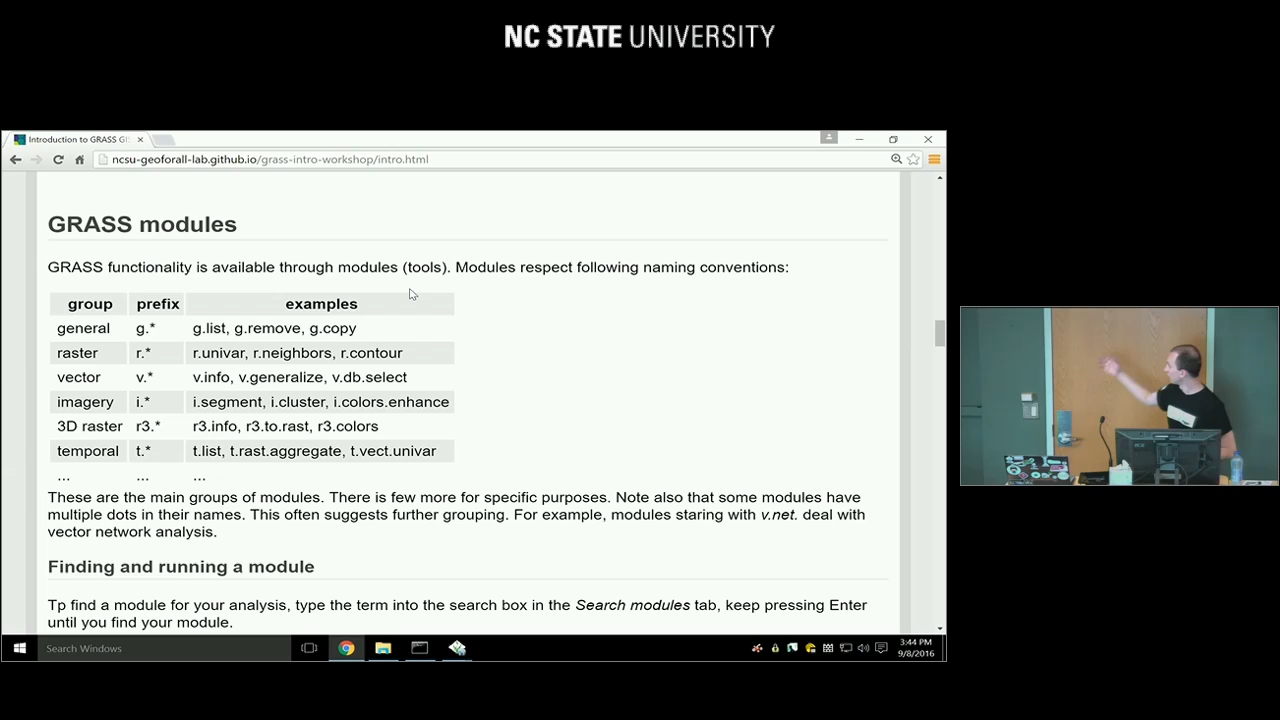 NC STATE UNIVERSITY
Introduction to GRASS GI
ncsu-geoforall-lab.github.io/grass-intro-workshop/intro.html
GRASS modules
GRASS functionality is available through modules (tools). Modules respect following naming conventions:
group prefix examples
general g.* g.list, g.remove, g.copy
raster r.* r.univar, r.neighbors, r.contour
vector v.* v.info, v.generalize, v.db.select
imagery i.* i.segment, i.cluster, i.colors.enhance
3D raster r3.* r3.info, r3.to.rast, r3.colors
temporal t.* t.list, t.rast.aggregate, t.vect.univar
... ... ...
These are the main groups of modules. There is few more for specific purposes. Note also that some modules have
multiple dots in their names. This often suggests further grouping. For example, modules staring with v.net. deal with
vector network analysis.
Finding and running a module
Tp find a module for your analysis, type the term into the search box in the Search modules tab, keep pressing Enter
until you find your module.
Search Windows
3:44 PM
9/8/2016